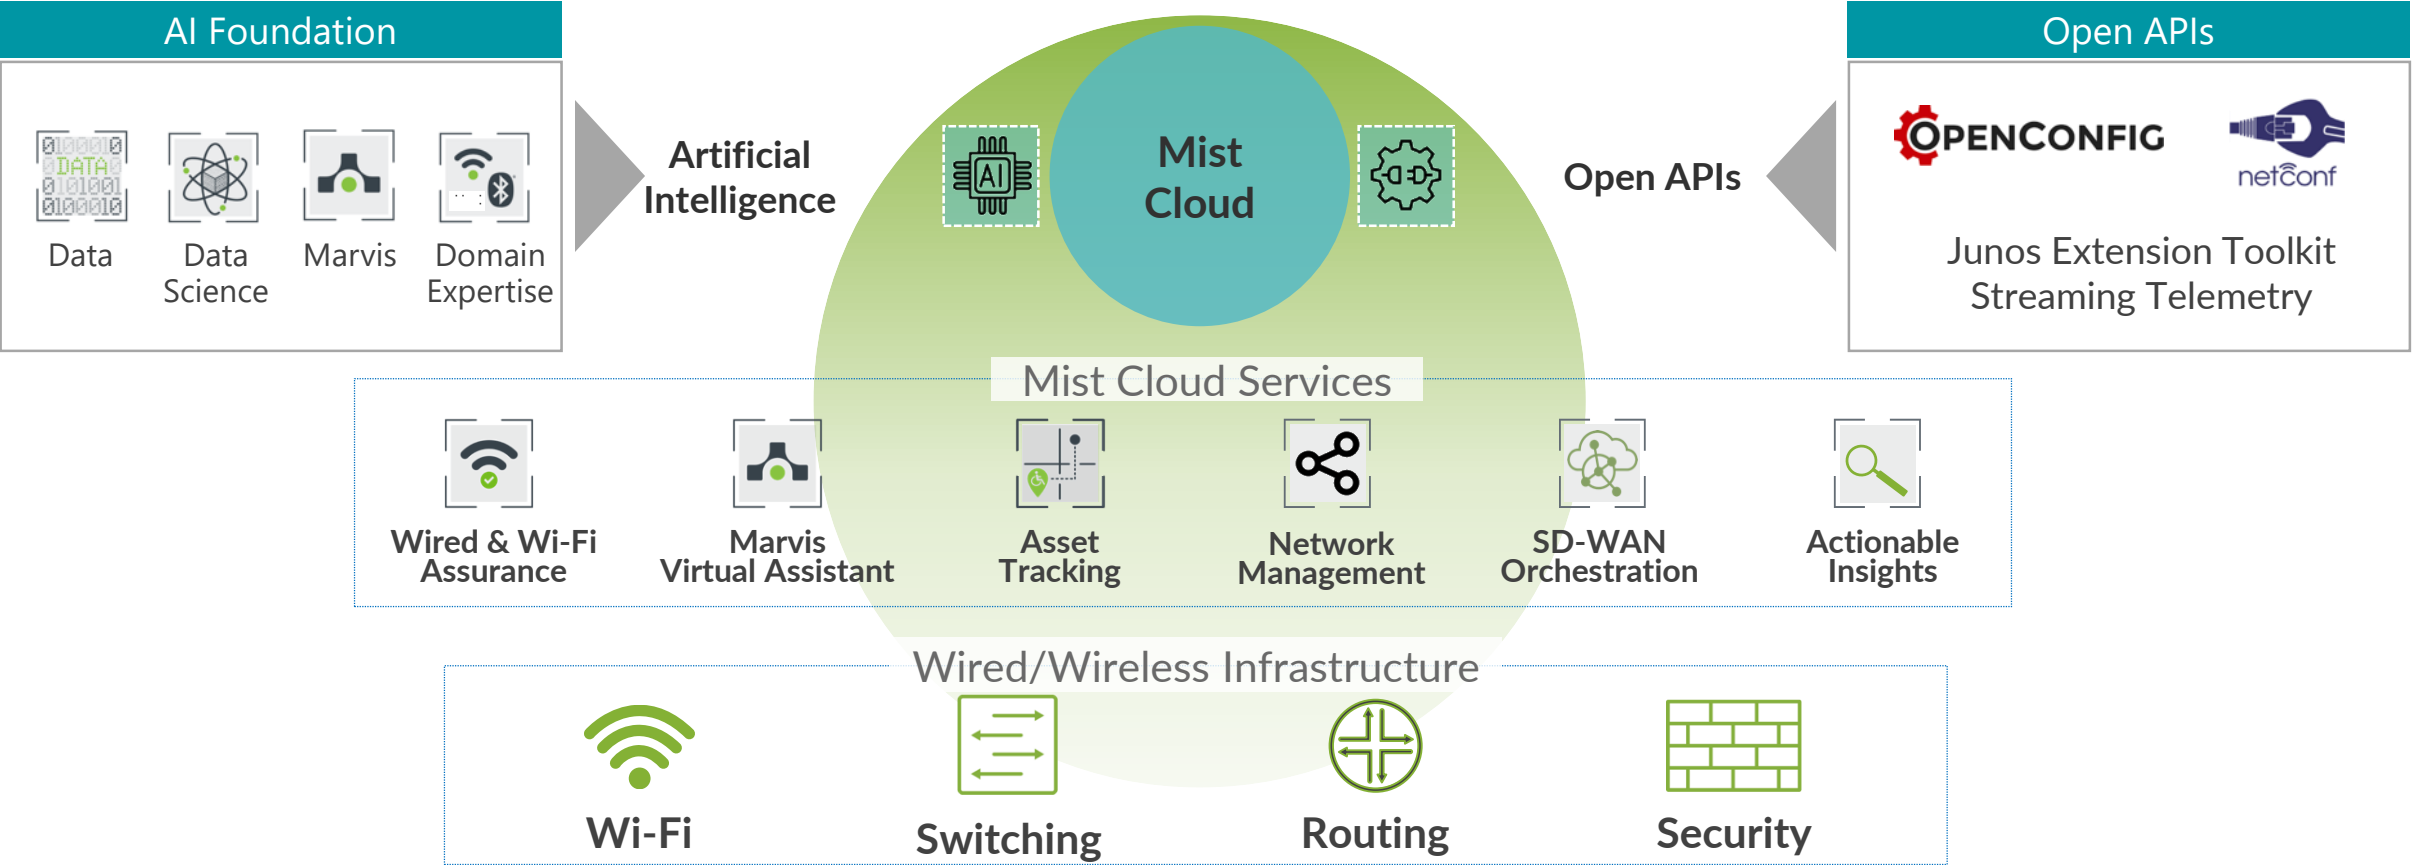 AI Foundation
DATA
Data
Data
Science
Marvis
Domain
Expertise
Artificial
Intelligence
AI
Mist
Cloud
Open APIs
Open APIs
OPENCONFIG
netconf
Junos Extension Toolkit
Streaming Telemetry
Mist Cloud Services
Wired & Wi-Fi
Assurance
Marvis
Virtual Assistant
Asset
Tracking
Network
Management
SD-WAN
Orchestration
Actionable
Insights
Wired/Wireless Infrastructure
Wi-Fi
Switching
Routing
Security